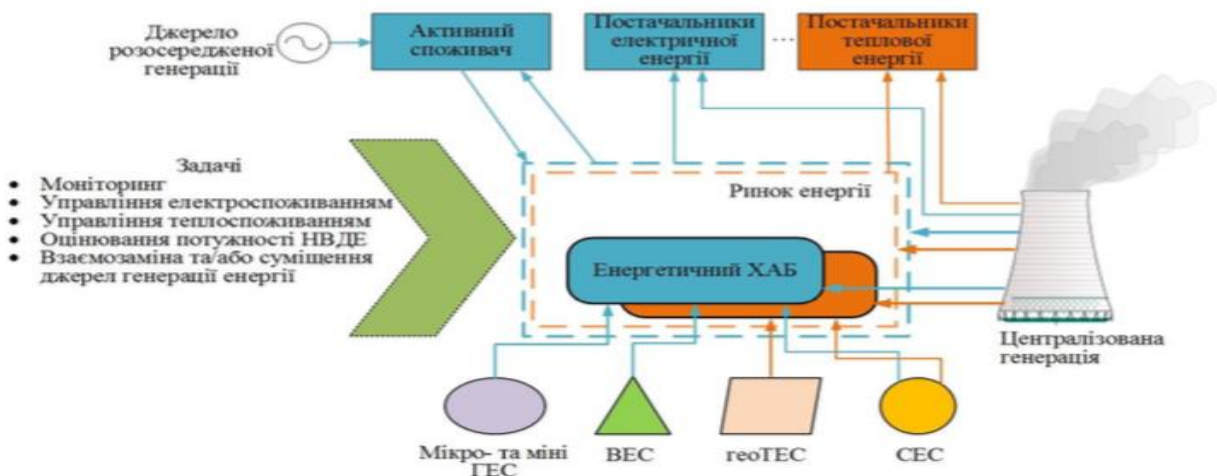 Джерело
розосередженої
генерації
Активний
споживач
Постачальники
електричної
енергії
Постачальники
теплової
енергії
Задачі
Моніторинг
Управління електроспоживанням
Управління теплоспоживанням
Оцінювання потужності НВДЕ
Взаємозаміна та/або суміщення
джерел генерації енергії
Ринок енергії
Енергетичний ХАБ
Централізована
генерація
Мікро- та міні
ГЕС
ВЕС
геоТЕС
СЕС